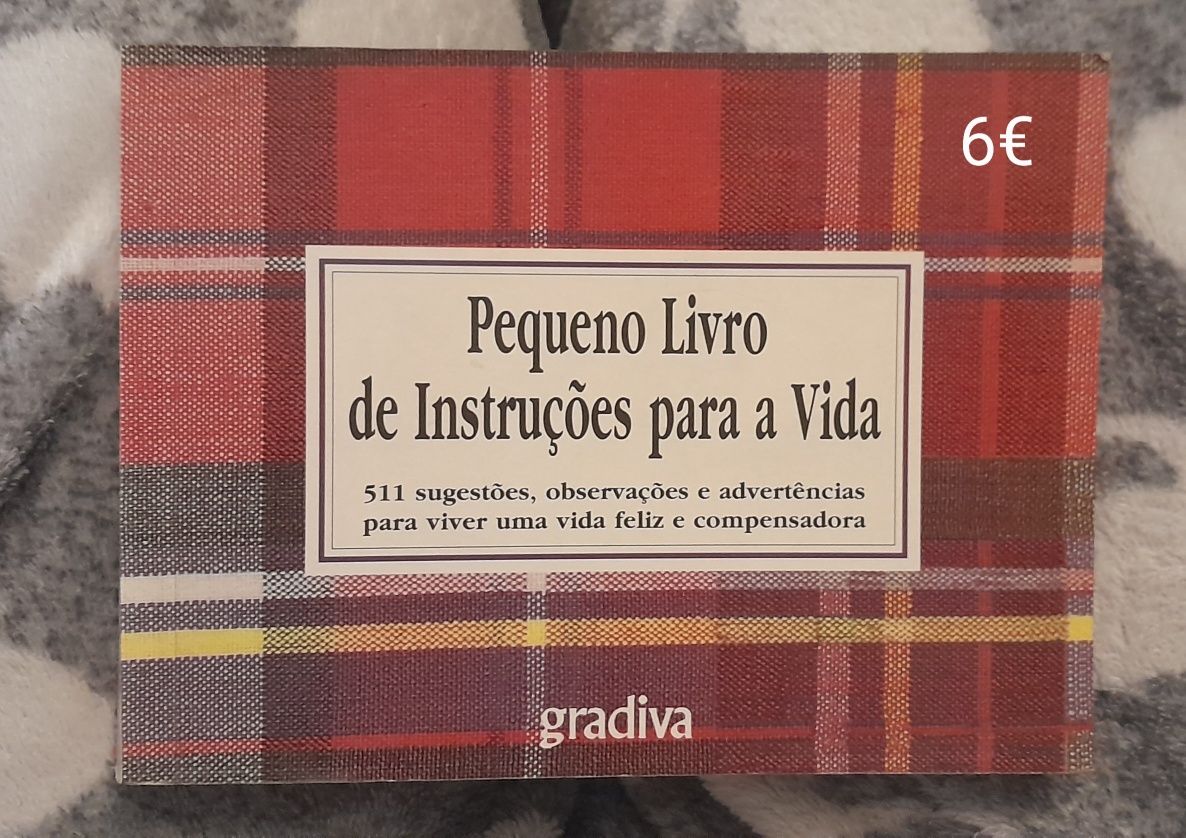 6€
Pequeno Livro
de Instruções para a Vida
511 sugestões, observações e advertências
para viver uma vida feliz e compensadora
gradiva